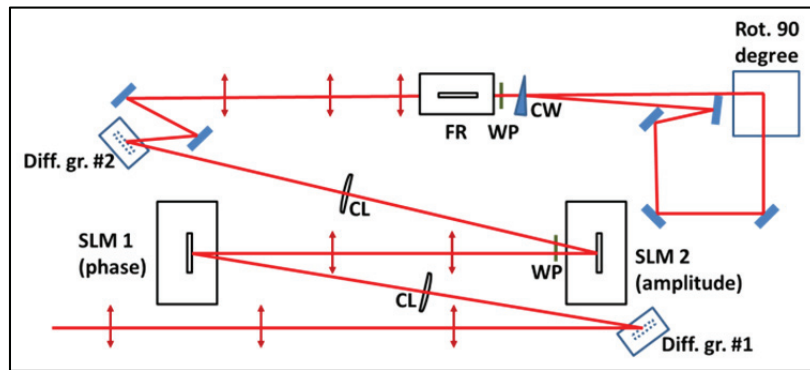 Rot. 90
degree
FR
WP
CW
Diff. gr. #2
CL
SLM 1
(phase)
WP
SLM 2
(amplitude)
CL
Diff. gr. #1